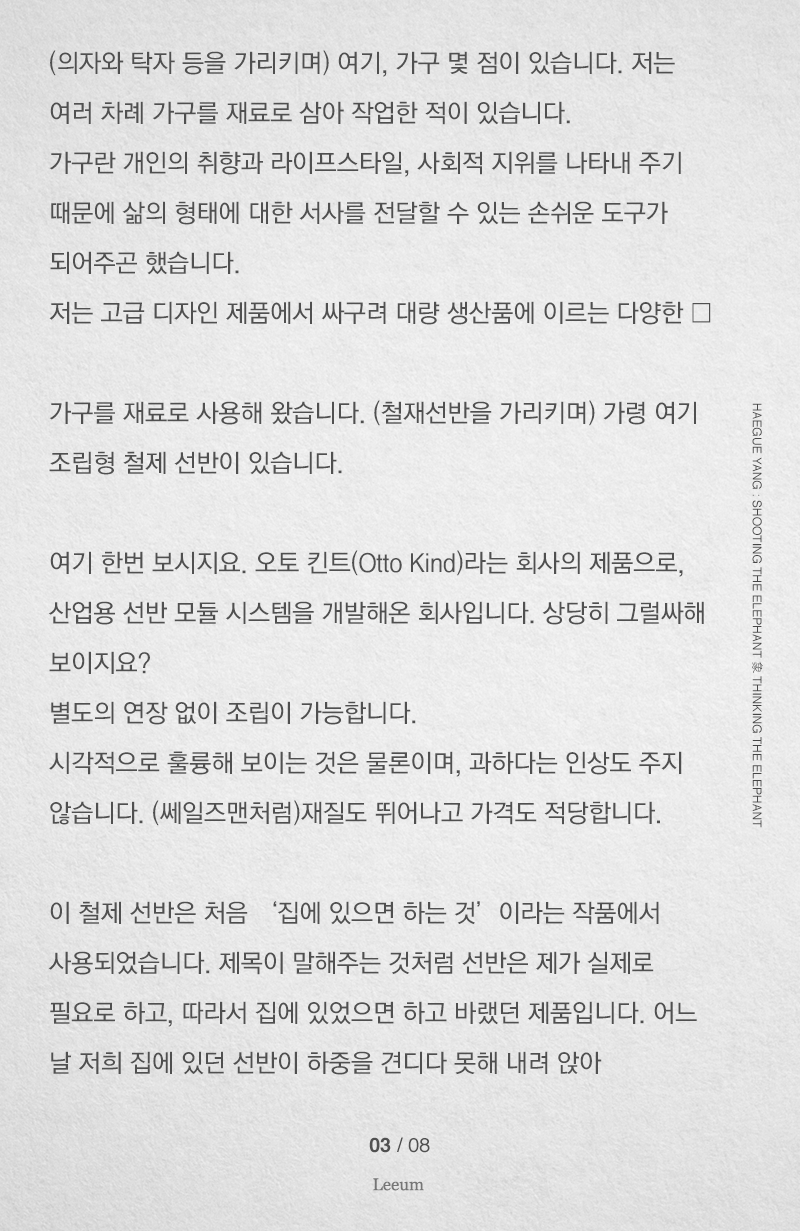 (의자와 탁자 등을 가리키며) 여기, 가구 몇 점이 있습니다. 저는
여러 차례 가구를 재료로 삼아 작업한 적이 있습니다.
가구란 개인의 취향과 라이프스타일, 사회적 지위를 나타내 주기
때문에 삶의 형태에 대한 서사를 전달할 수 있는 손쉬운 도구가
되어주곤 했습니다.
저는 고급 디자인 제품에서 싸구려 대량 생산품에 이르는 다양한 □
가구를 재료로 사용해 왔습니다. (철재선반을 가리키며) 가령 여기
조립형 철제 선반이 있습니다.
여기 한번 보시지요. 오토 킨트(Otto Kind)라는 회사의 제품으로,
산업용 선반 모듈 시스템을 개발해온 회사입니다. 상당히 그럴싸해
보이지요?
별도의 연장 없이 조립이 가능합니다.
시각적으로 훌륭해 보이는 것은 물론이며, 과하다는 인상도 주지
않습니다. (쎄일즈맨처럼)재질도 뛰어나고 가격도 적당합니다.
이 철제 선반은 처음 ‘집에 있으면 하는 것’ 이라는 작품에서
사용되었습니다. 제목이 말해주는 것처럼 선반은 제가 실제로
필요로 하고, 따라서 집에 있었으면 하고 바랬던 제품입니다. 어느
날 저희 집에 있던 선반이 하중을 견디다 못해 내려 앉아
HAEGUE YANG : SHOOTING THE ELEPHANT 象 THINKING THE ELEPHANT
03 / 08
Leeum